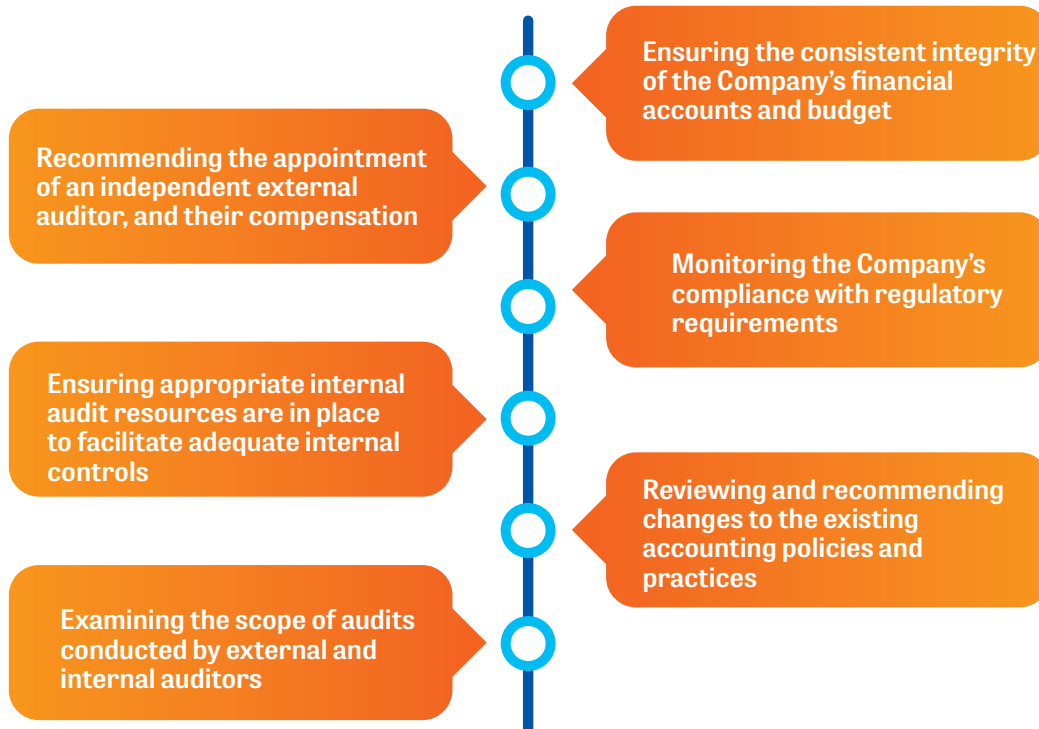 Ensuring the consistent integrity
of the Company’s financial
accounts and budget
Recommending the appointment
of an independent external
auditor, and their compensation
Monitoring the Company’s
compliance with regulatory
requirements
Ensuring appropriate internal
audit resources are in place
to facilitate adequate internal
controls
Reviewing and recommending
changes to the existing
accounting policies and
practices
Examining the scope of audits
conducted by external and
internal auditors